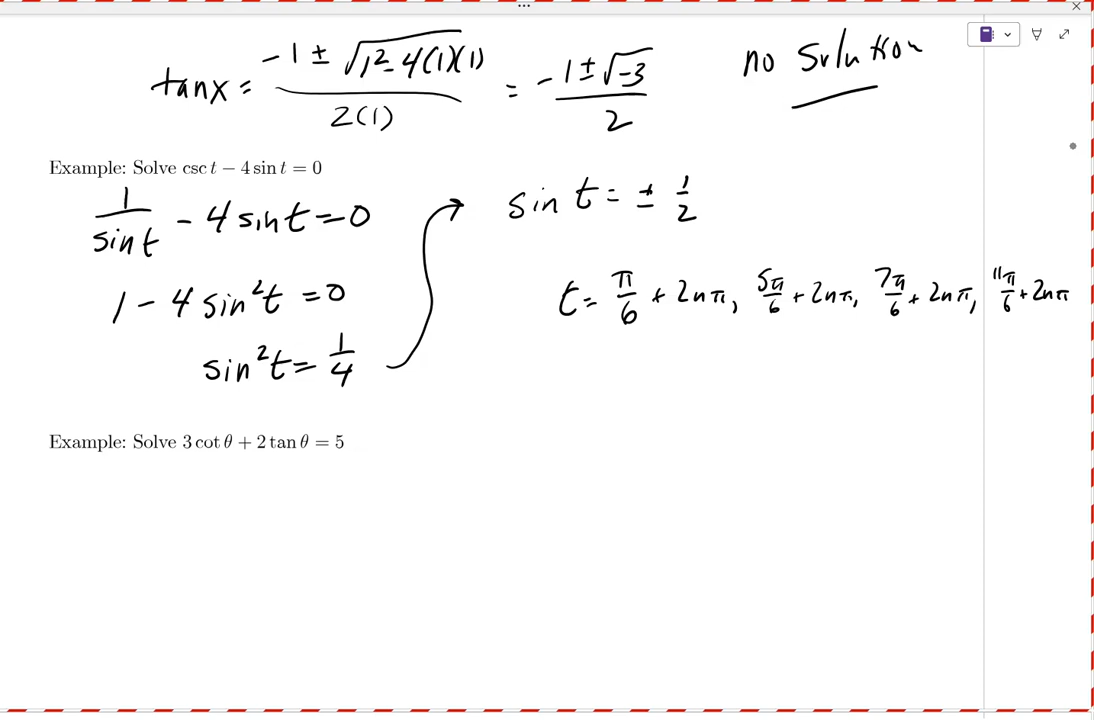 tanx = (-1 ± √(1² - 4(1)(1))) / 2(1) = (-1 ± √-3) / 2 no solution
Example: Solve csc t − 4 sin t = 0
1/sin t - 4 sin t = 0
sin t = ± 1/2
1 - 4 sin²t = 0
t = π/6 + 2nπ, 5π/6 + 2nπ, 7π/6 + 2nπ, 11π/6 + 2nπ
sin²t = 1/4
Example: Solve 3 cot θ + 2 tan θ = 5